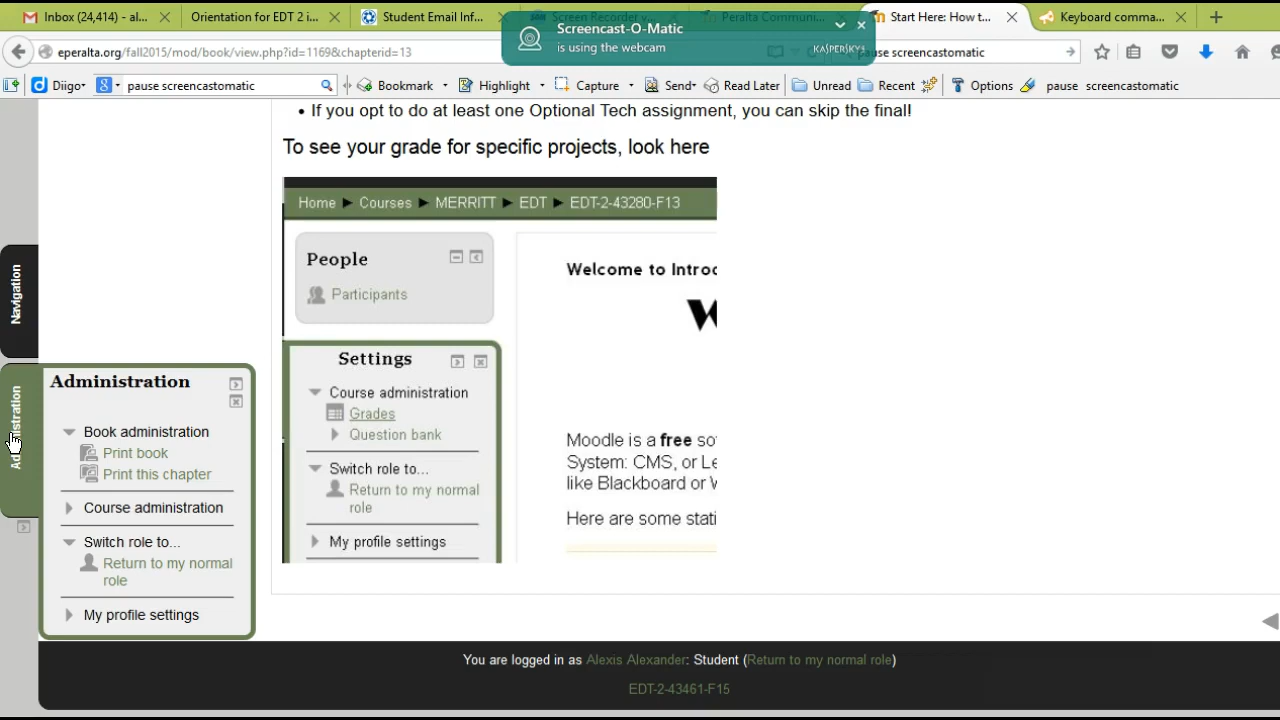 Inbox (24,414) - al...
Orientation for EDT 2 i...
Student Email Inf...
Screen Recorder
Peralta Commun
Start Here: How t...
Keyboard comma...
Screencast-O-Matic
is using the webcam
KASPERSKY
eperalta.org/fall2015/mod/book/view.php?id=1169&chapterid=13
pause screencastomatic
Diigo
pause screencastomatic
Bookmark
Highlight
Capture
Send
Read Later
Unread
Recent
Options
pause
screencastomatic
• If you opt to do at least one Optional Tech assignment, you can skip the final!
To see your grade for specific projects, look here
Home ► Courses ► MERRITT ► EDT ► EDT-2-43280-F13
People
Participants
Welcome to Introc
W
Settings
Course administration
Grades
Question bank
Switch role to...
Return to my normal
role
My profile settings
Moodle is a free so
System: CMS, or Le
like Blackboard or W
Here are some stati
Navigation
Administration
Administration
Book administration
Print book
Print this chapter
Course administration
Switch role to...
Return to my normal
role
My profile settings
You are logged in as Alexis Alexander: Student (Return to my normal role)
EDT-2-43461-F15